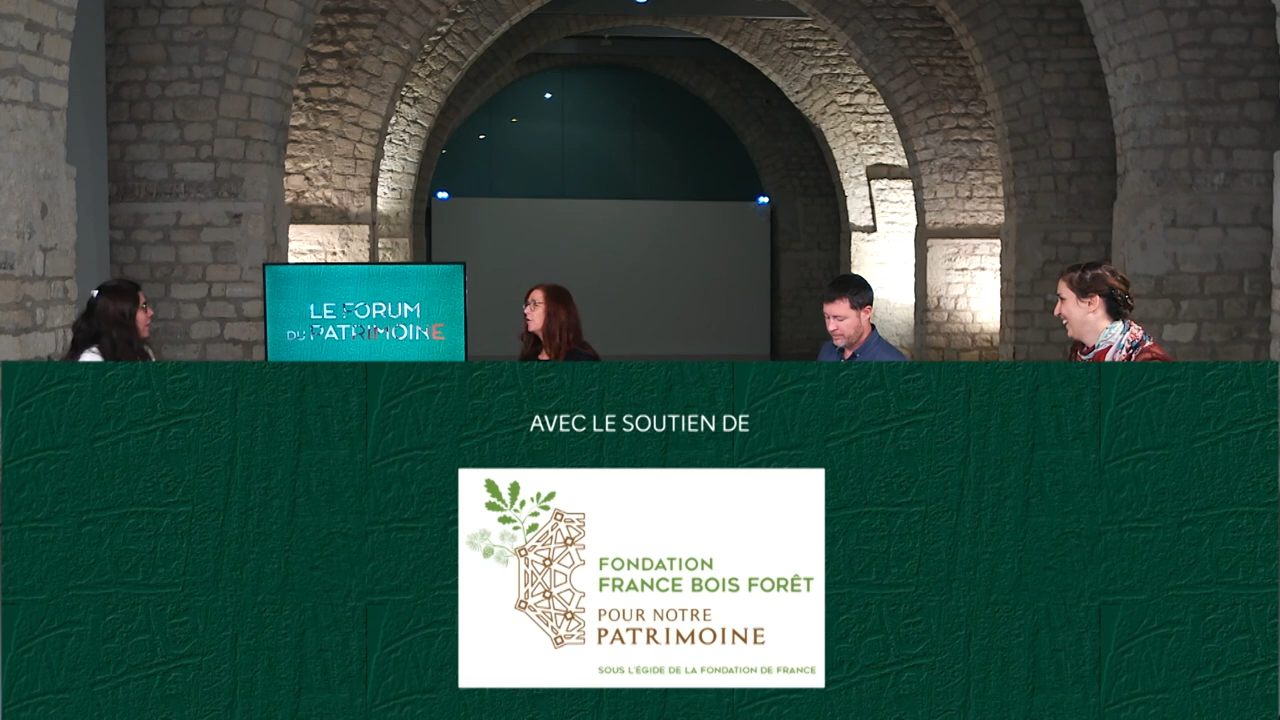 LE FORUM
DU PATRIMOINE
AVEC LE SOUTIEN DE
FONDATION
FRANCE BOIS FORÊT
POUR NOTRE
PATRIMOINE
SOUS L'ÉGIDE DE LA FONDATION DE FRANCE